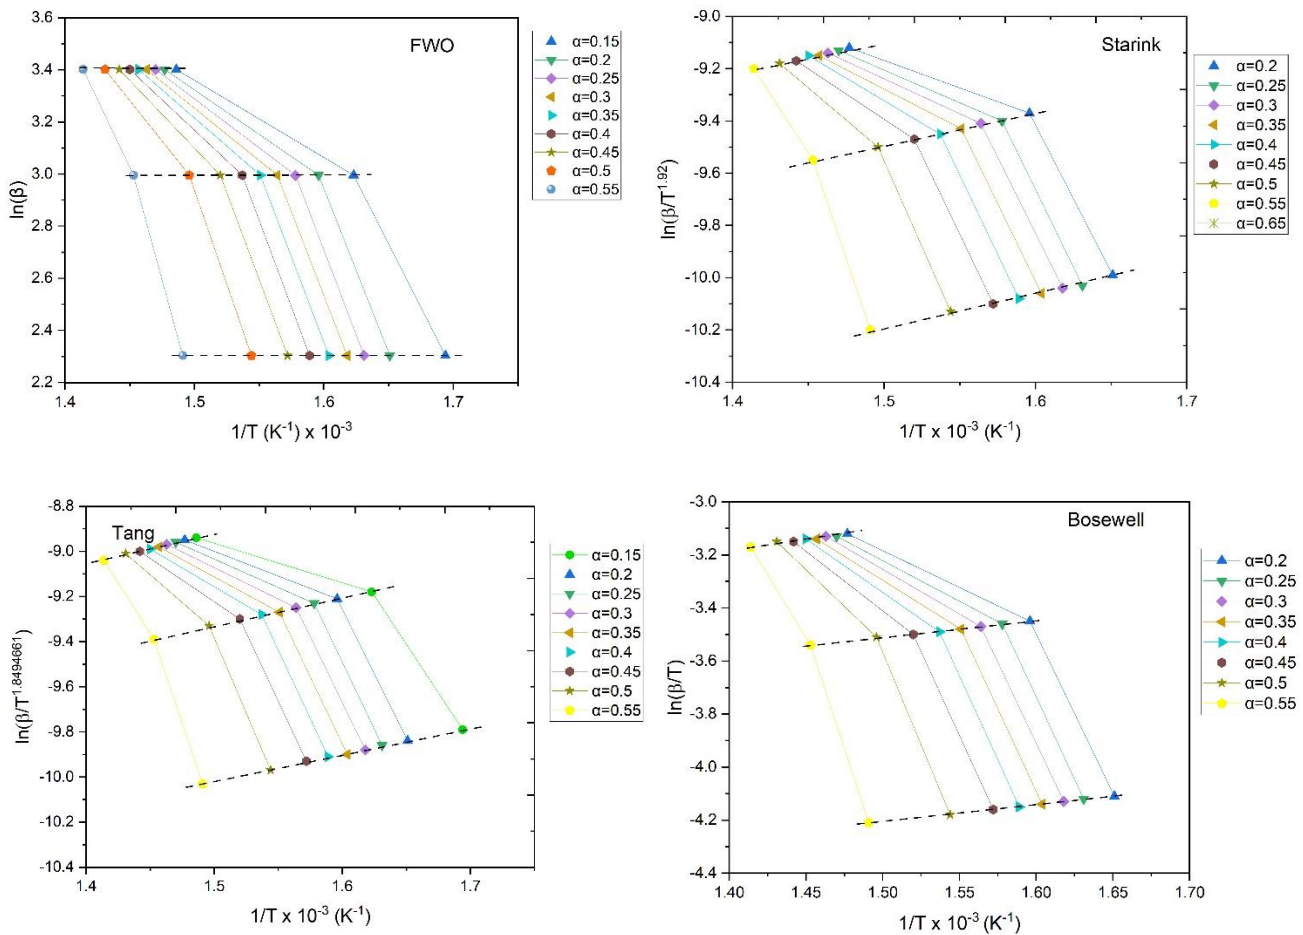 FWO
3.6
3.4
3.2
3.0
2.8
2.6
2.4
2.2
ln(β)
1.4 1.5 1.6 1.7
1/T (K-1) x 10-3
α=0.15
α=0.2
α=0.25
α=0.3
α=0.35
α=0.4
α=0.45
α=0.5
α=0.55
Starink
-9.0
-9.2
-9.4
-9.6
-9.8
-10.0
-10.2
-10.4
ln(β/T1.92)
1.4 1.5 1.6 1.7
1/T x 10-3 (K-1)
α=0.2
α=0.25
α=0.3
α=0.35
α=0.4
α=0.45
α=0.5
α=0.55
α=0.65
Tang
-8.8
-9.0
-9.2
-9.4
-9.6
-9.8
-10.0
-10.2
-10.4
ln(β/T1.8494661)
1.4 1.5 1.6 1.7
1/T x 10-3 (K-1)
α=0.15
α=0.2
α=0.25
α=0.3
α=0.35
α=0.4
α=0.45
α=0.5
α=0.55
Bosewell
-3.0
-3.2
-3.4
-3.6
-3.8
-4.0
-4.2
-4.4
ln(β/T)
1.40 1.45 1.50 1.55 1.60 1.65 1.70
1/T x 10-3 (K-1)
α=0.2
α=0.25
α=0.3
α=0.35
α=0.4
α=0.45
α=0.5
α=0.55